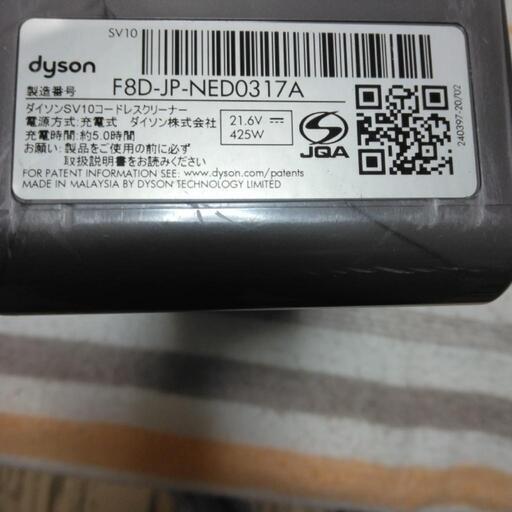 SV10
dyson
製造番号 F8D-JP-NED0317A
ダイソンSV10コードレスクリーナー
電源方式:充電式 ダイソン株式会社
充電時間:約5.0時間
お願い:製品をご使用の前に必ず
取扱説明書をお読みください
21.6V
425W
JQA
FOR PATENT INFORMATION SEE: www.dyson/patents
MADE IN MALAYSIA BY DYSON TECHNOLOGY LIMITED
240397-20/02